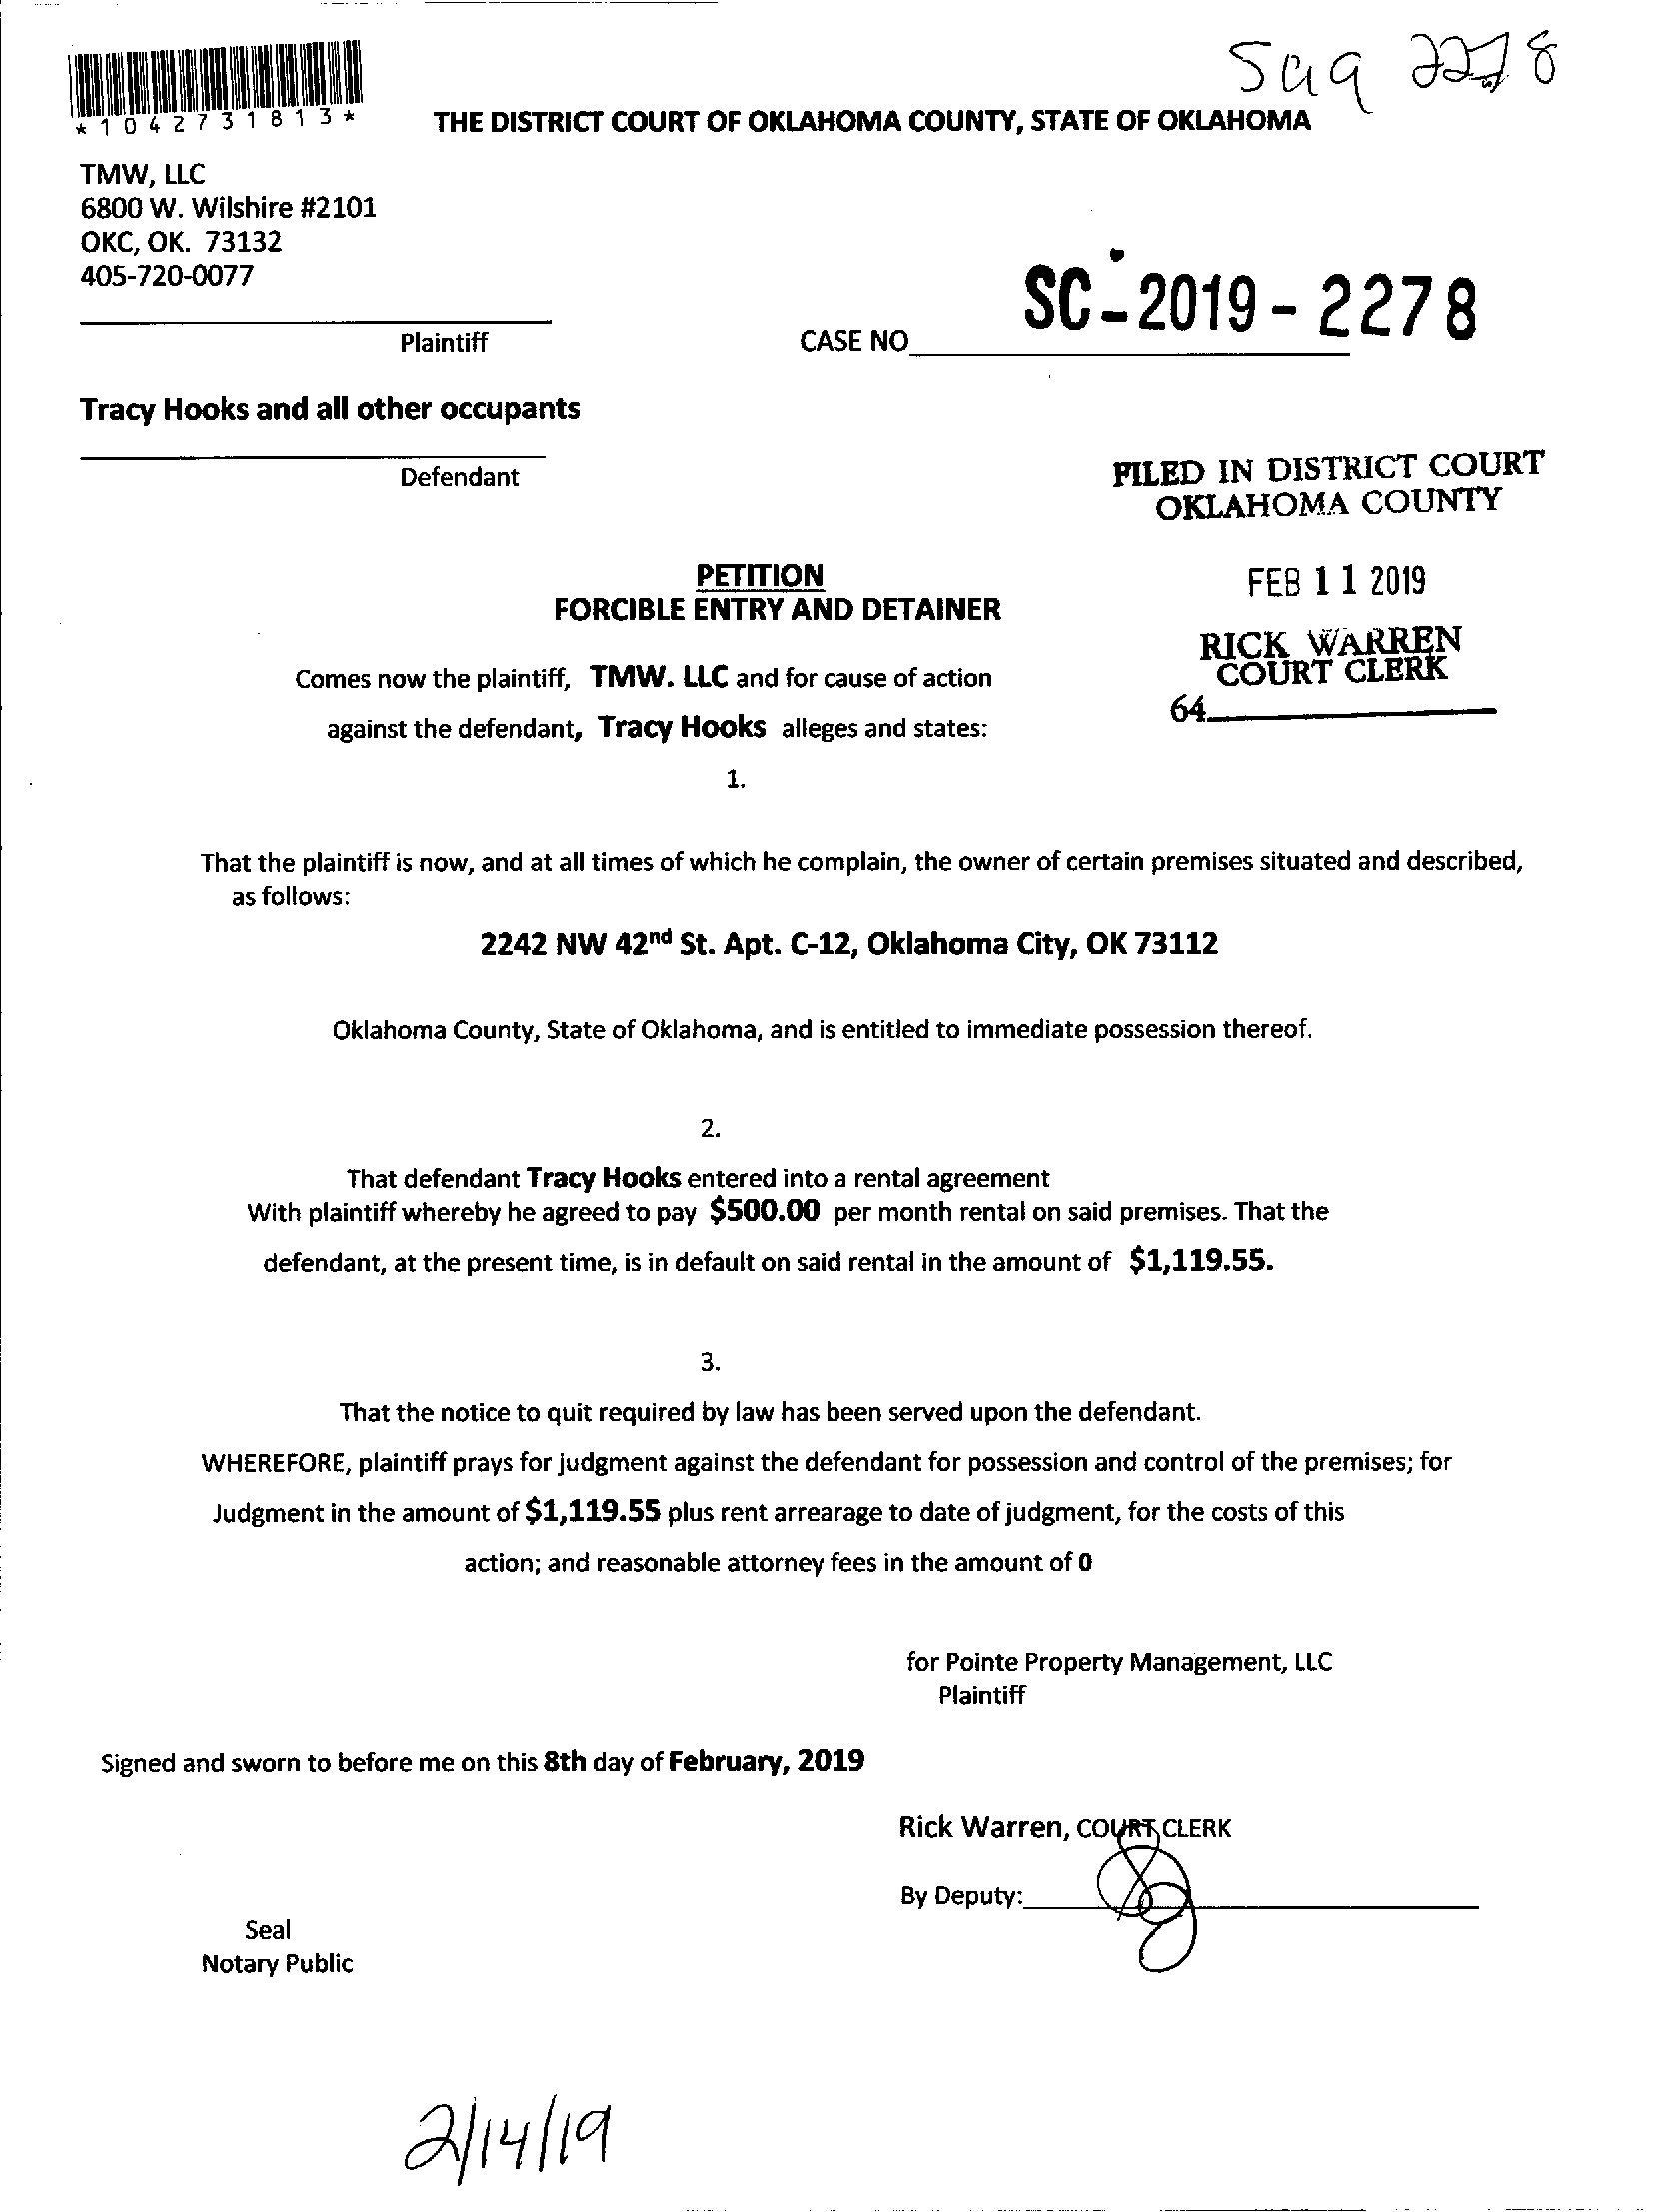 *1042731813*
THE DISTRICT COURT OF OKLAHOMA COUNTY, STATE OF OKLAHOMA
TMW, LLC
6800 W. Wilshire #2101
OKC, OK. 73132
405-720-0077
SC-2019-2278
Plaintiff
CASE NO
Tracy Hooks and all other occupants
Defendant
FILED IN DISTRICT COURT
OKLAHOMA COUNTY
FEB 11 2019
RICK WARREN
COURT CLERK
64
PETITION
FORCIBLE ENTRY AND DETAINER
Comes now the plaintiff, TMW. LLC and for cause of action
against the defendant, Tracy Hooks alleges and states:
1.
That the plaintiff is now, and at all times of which he complain, the owner of certain premises situated and described,
as follows:
2242 NW 42nd St. Apt. C-12, Oklahoma City, OK 73112
Oklahoma County, State of Oklahoma, and is entitled to immediate possession thereof.
2.
That defendant Tracy Hooks entered into a rental agreement
With plaintiff whereby he agreed to pay $500.00 per month rental on said premises. That the
defendant, at the present time, is in default on said rental in the amount of $1,119.55.
3.
That the notice to quit required by law has been served upon the defendant.
WHEREFORE, plaintiff prays for judgment against the defendant for possession and control of the premises; for
Judgment in the amount of $1,119.55 plus rent arrearage to date of judgment, for the costs of this
action; and reasonable attorney fees in the amount of 0
for Pointe Property Management, LLC
Plaintiff
Signed and sworn to before me on this 8th day of February, 2019
Rick Warren, COURT CLERK
By Deputy:
Seal
Notary Public
2/14/19